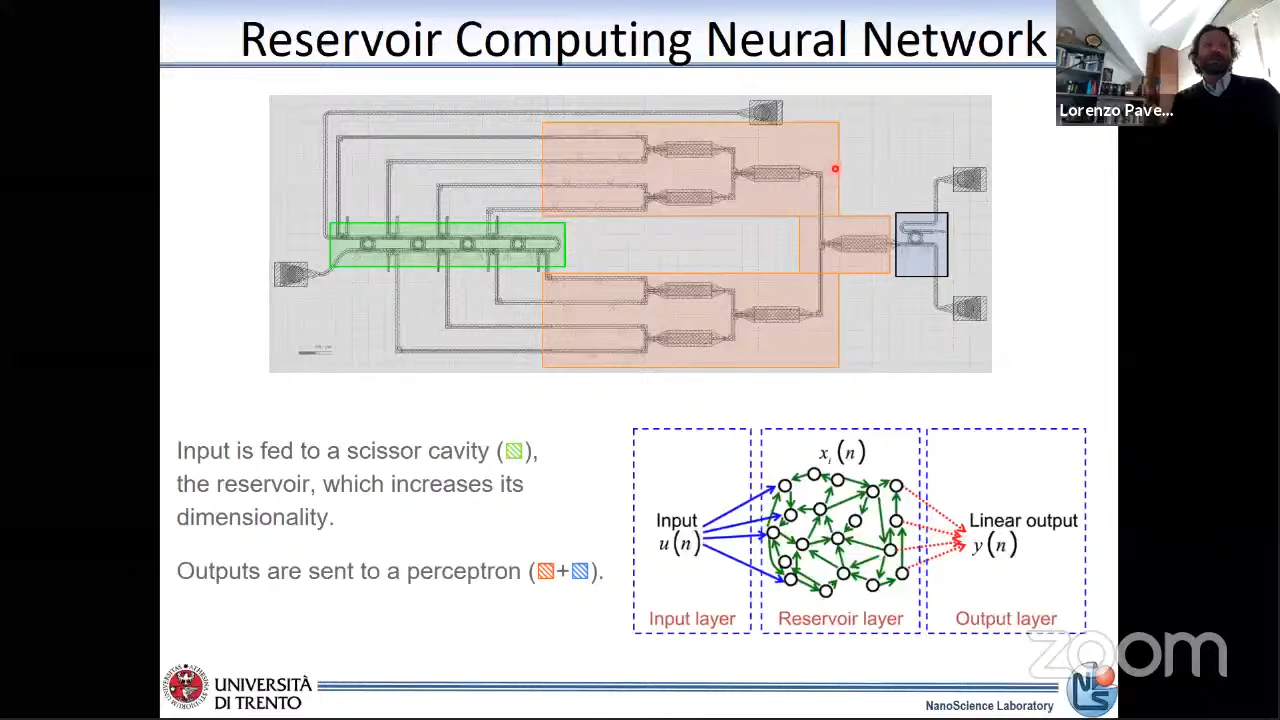 Reservoir Computing Neural Network
Lorenzo Pave...
Input is fed to a scissor cavity ( ),
the reservoir, which increases its
dimensionality.
Outputs are sent to a perceptron ( + ).
x_i(n)
Input
u(n)
Linear output
y(n)
Input layer
Reservoir layer
Output layer
zoom
UNIVERSITÀ
DI TRENTO
NanoScience Laboratory